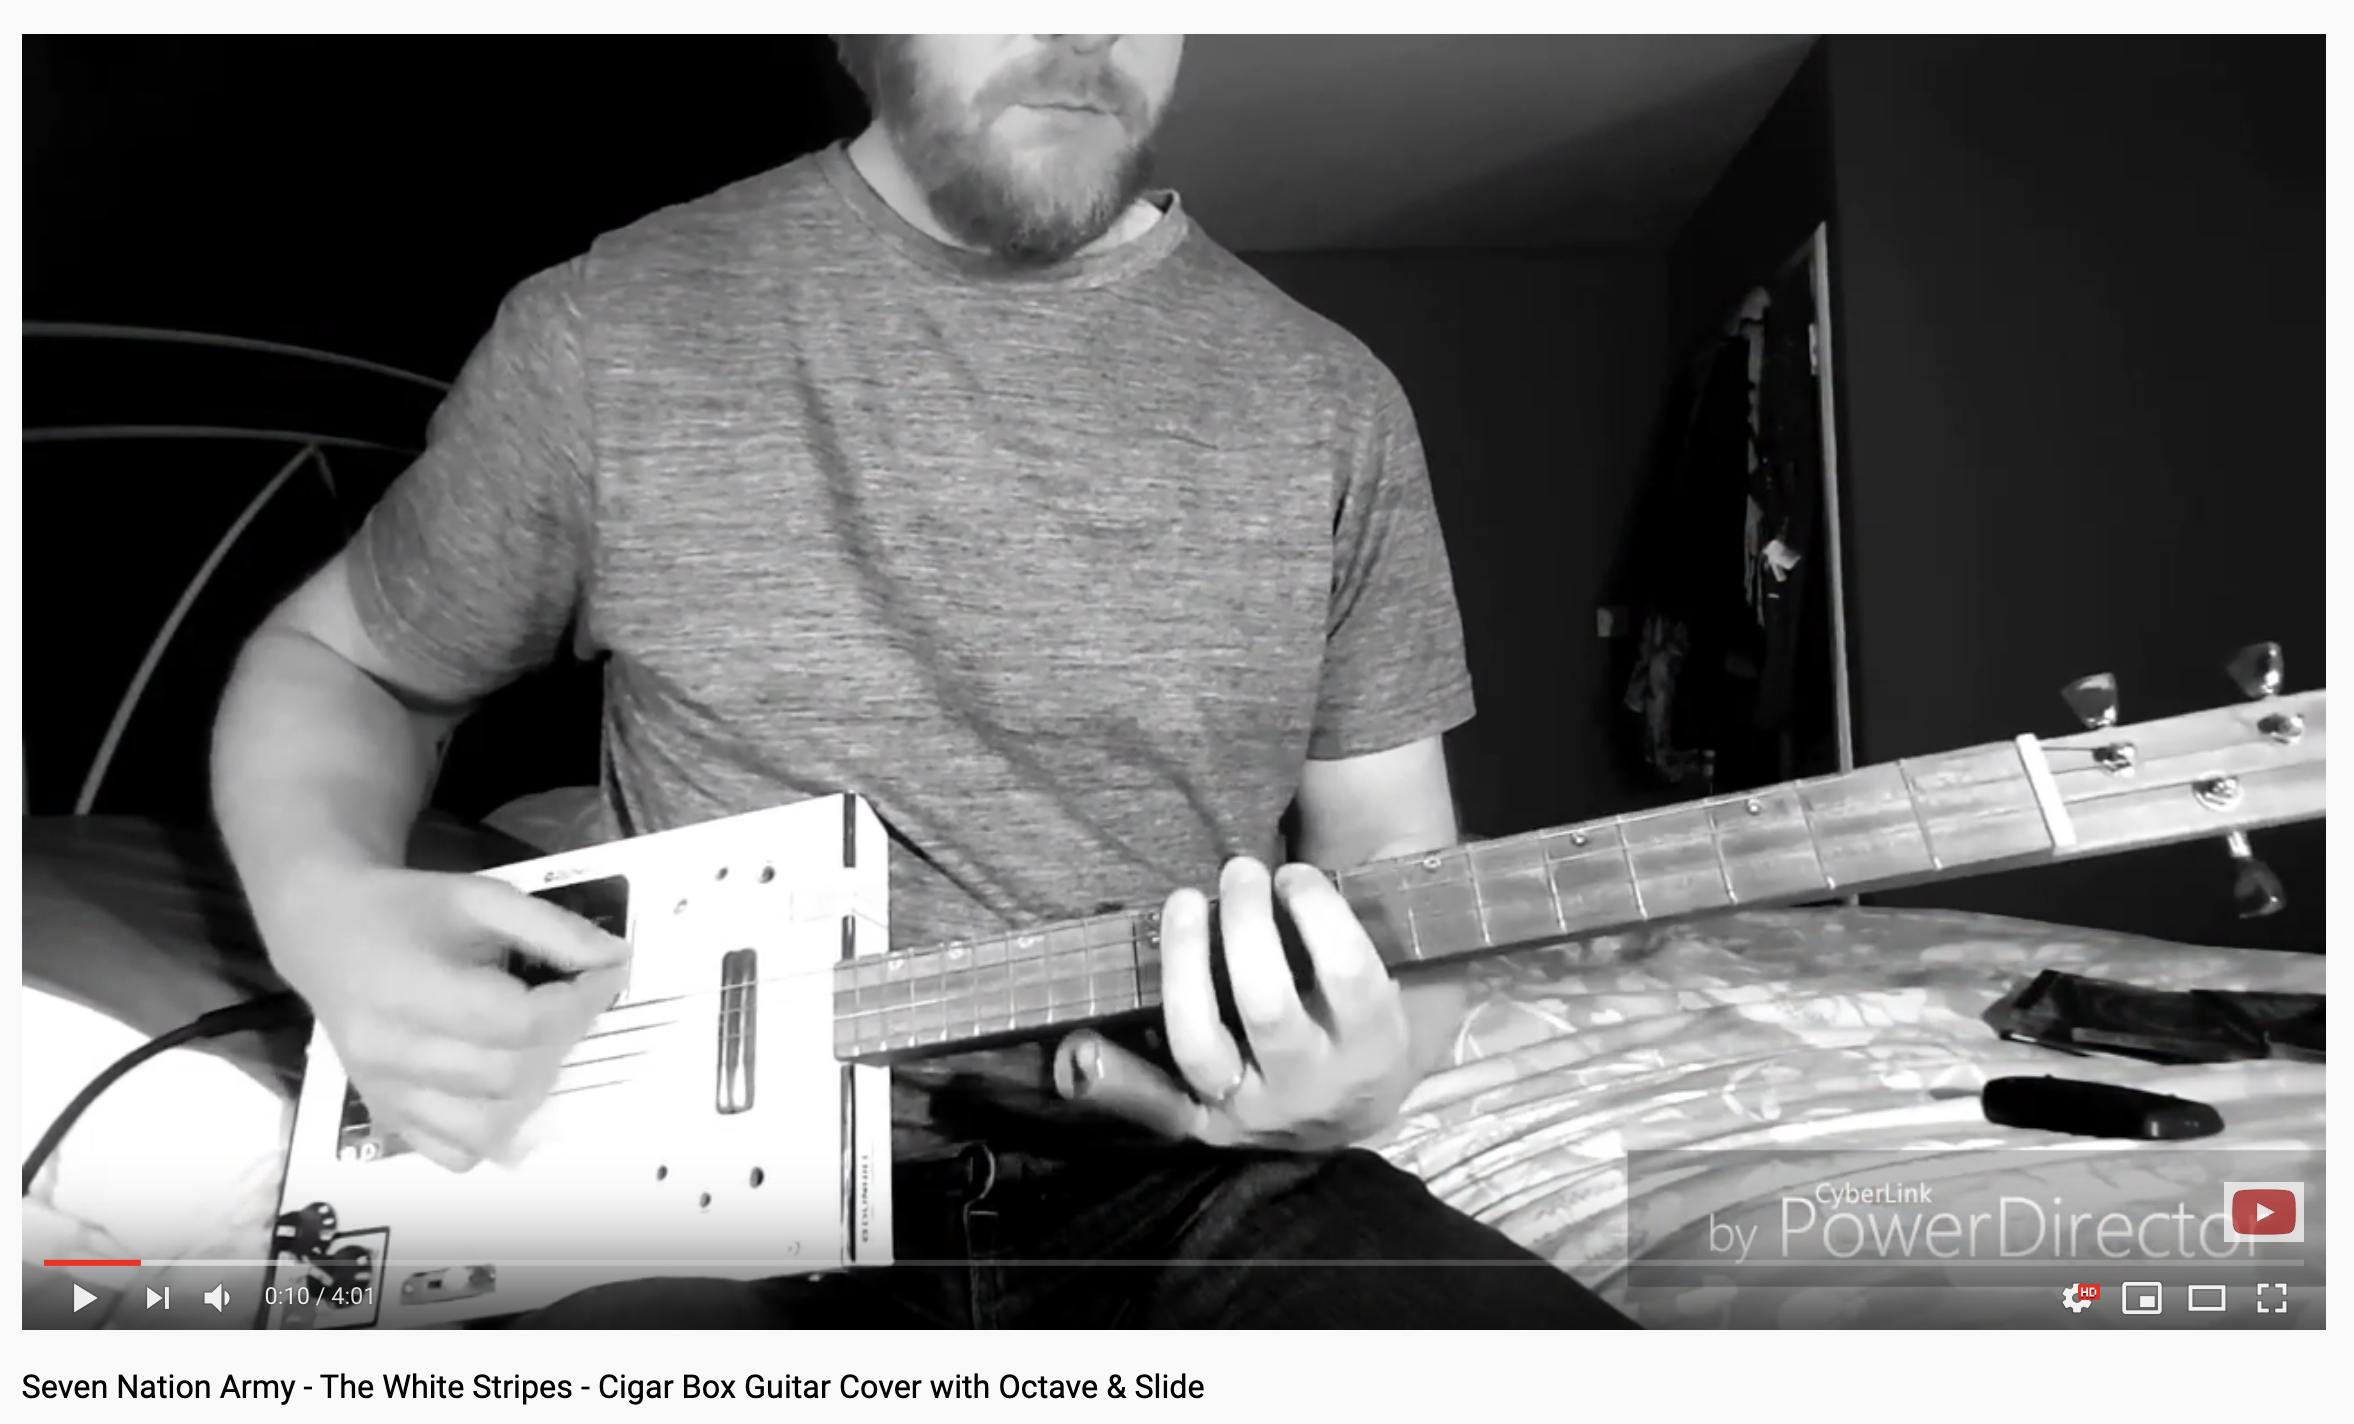 CyberLink
by PowerDirector
0:10 / 4:01
HD
Seven Nation Army - The White Stripes - Cigar Box Guitar Cover with Octave & Slide